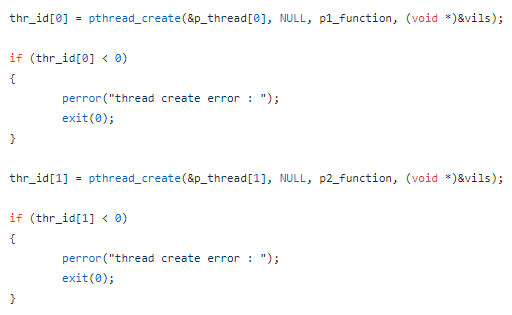 thr_id[0] = pthread_create(&p_thread[0], NULL, p1_function, (void *)&vils);
if (thr_id[0] < 0)
{
perror("thread create error : ");
exit(0);
}
thr_id[1] = pthread_create(&p_thread[1], NULL, p2_function, (void *)&vils);
if (thr_id[1] < 0)
{
perror("thread create error : ");
exit(0);
}